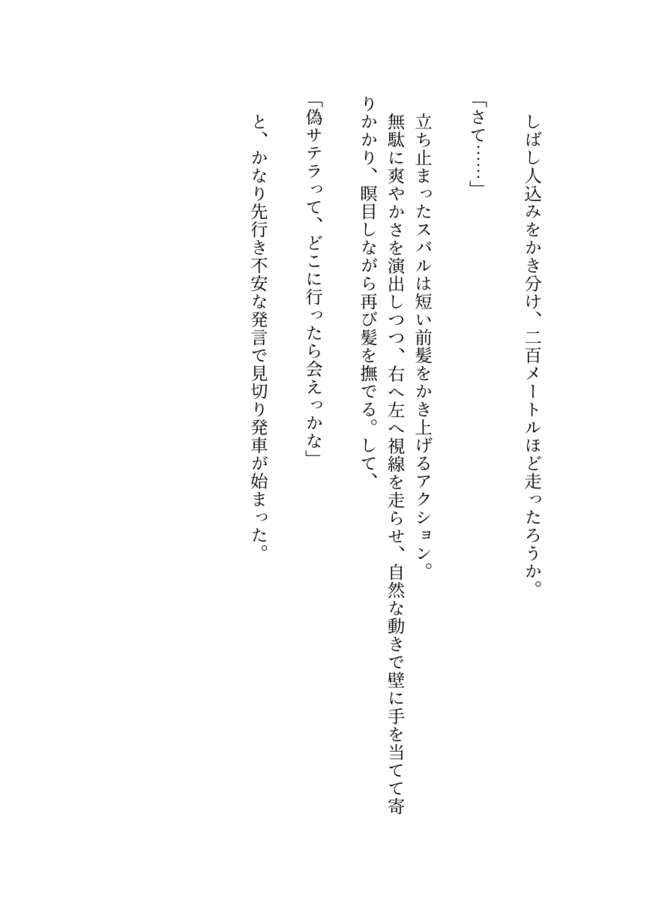 しばし人込みをかき分け、二百メートルほど走ったろうか。
「さて……」
立ち止まったスバルは短い前髪をかき上げるアクション。
無駄に爽やかさを演出しつつ、右へ左へ視線を走らせ、自然な動きで壁に手を当てて寄
りかかり、瞑目しながら再び髪を撫でる。して、
「偽サテラって、どこに行ったら会えっかな」
と、かなり先行き不安な発言で見切り発車が始まった。